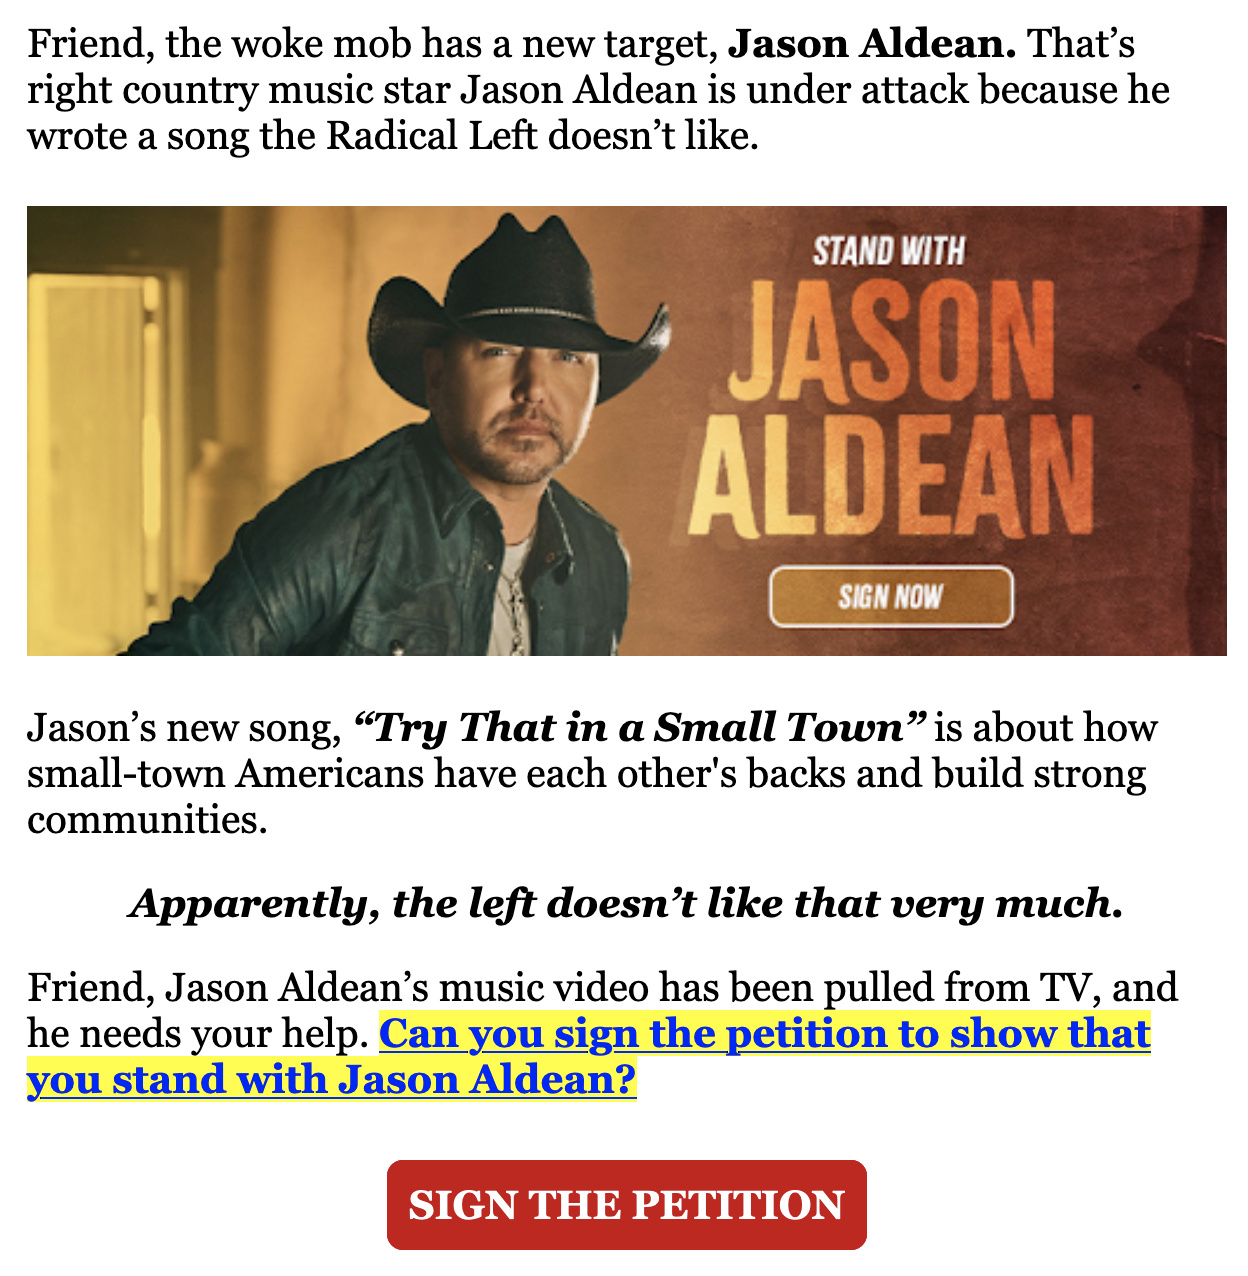 Friend, the woke mob has a new target, Jason Aldean. That’s
right country music star Jason Aldean is under attack because he
wrote a song the Radical Left doesn’t like.
STAND WITH
JASON
ALDEAN
SIGN NOW
Jason’s new song, “Try That in a Small Town” is about how
small-town Americans have each other's backs and build strong
communities.
Apparently, the left doesn’t like that very much.
Friend, Jason Aldean’s music video has been pulled from TV, and
he needs your help. Can you sign the petition to show that
you stand with Jason Aldean?
SIGN THE PETITION